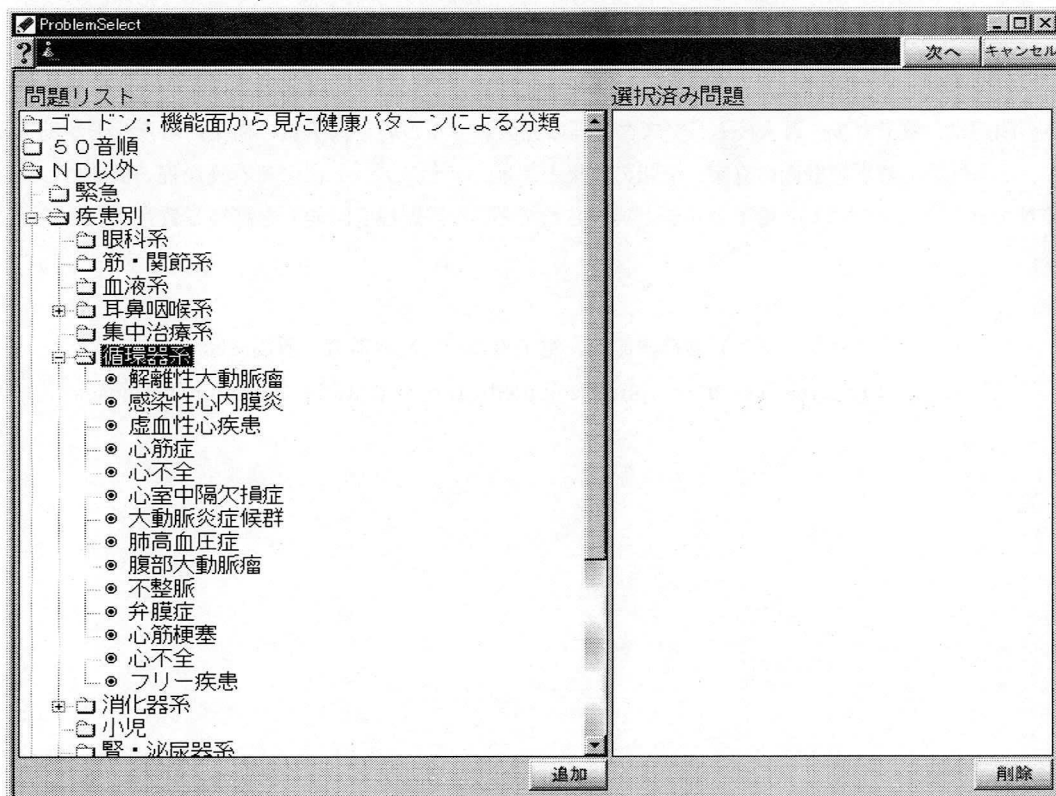 ProblemSelect
? 次へ キャンセル
問題リスト 選択済み問題
ゴードン；機能面から見た健康パターンによる分類
５０音順
ＮＤ以外
緊急
疾患別
眼科系
筋・関節系
血液系
耳鼻咽喉系
集中治療系
循環器系
解離性大動脈瘤
感染性心内膜炎
虚血性心疾患
心筋症
心不全
心室中隔欠損症
大動脈炎症候群
肺高血圧症
腹部大動脈瘤
不整脈
弁膜症
心筋梗塞
心不全
フリー疾患
消化器系
小児
腎・泌尿器系
追加 削除